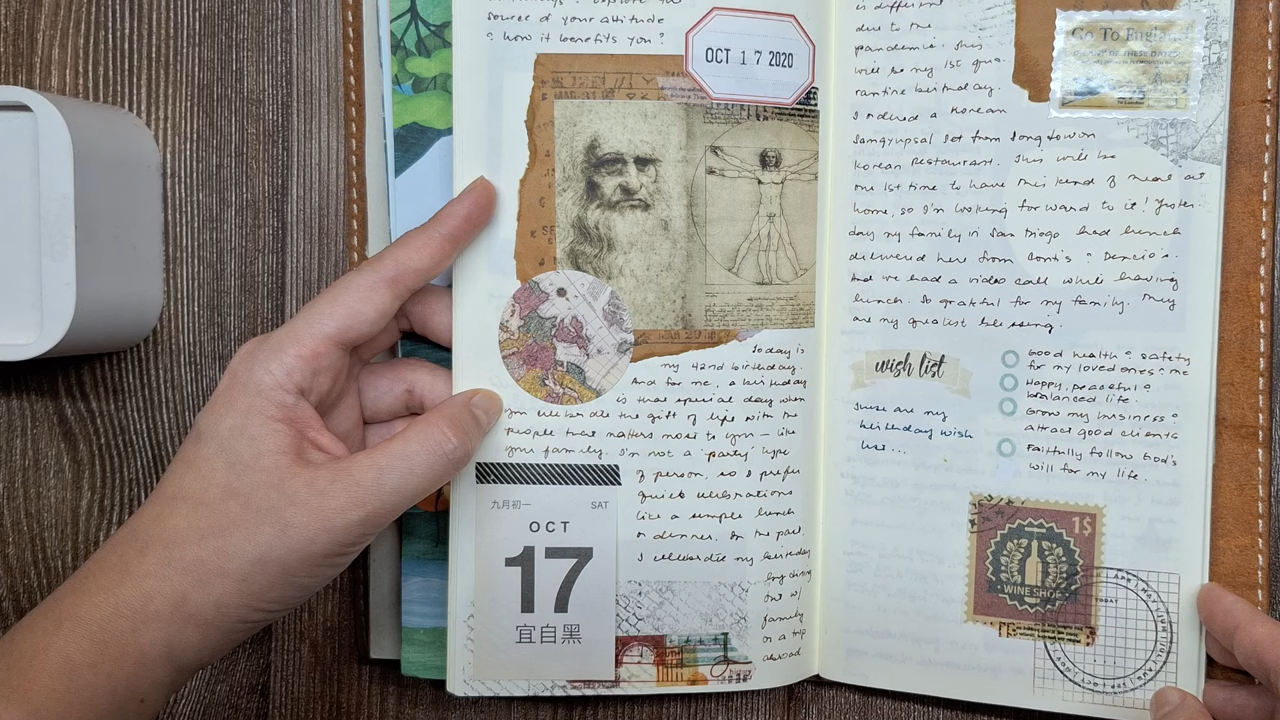 source of your attitude
& how it benefits you?
OCT 1 7 2020
Today is
my 42nd birthday.
And for me, a birthday
is that special day when
you celebrate the gift of life with the
people that matters most to you – like
your family. I'm not a "party" type
of person, so I prefer
quiet celebrations
like a simple lunch
or dinner. In the past,
I celebrated my birthday
by dining
out w/
family
or a trip
abroad
九月初一
SAT
OCT
17
宜自黑
is different
due to the
pandemic. This
will be my 1st qua-
rantine birthday.
I ordered a Korean
Samgyupsal set from
Korean Restaurant. This will be
our 1st time to have this kind of meal at
home, so I'm looking forward to it! Yester-
day my family in San Diego had lunch
delivered here from Conti's & Dencio's.
And we had a video call while having
lunch. So grateful for my family. They
are my greatest blessing.
Go To England
wish list
These are my
birthday wish
list...
Good health & safety
for my loved ones & me
Happy, peaceful &
balanced life.
Grow my business &
attract good clients
Faithfully follow God's
will for my life.
1$
WINE SHOP
TODAY